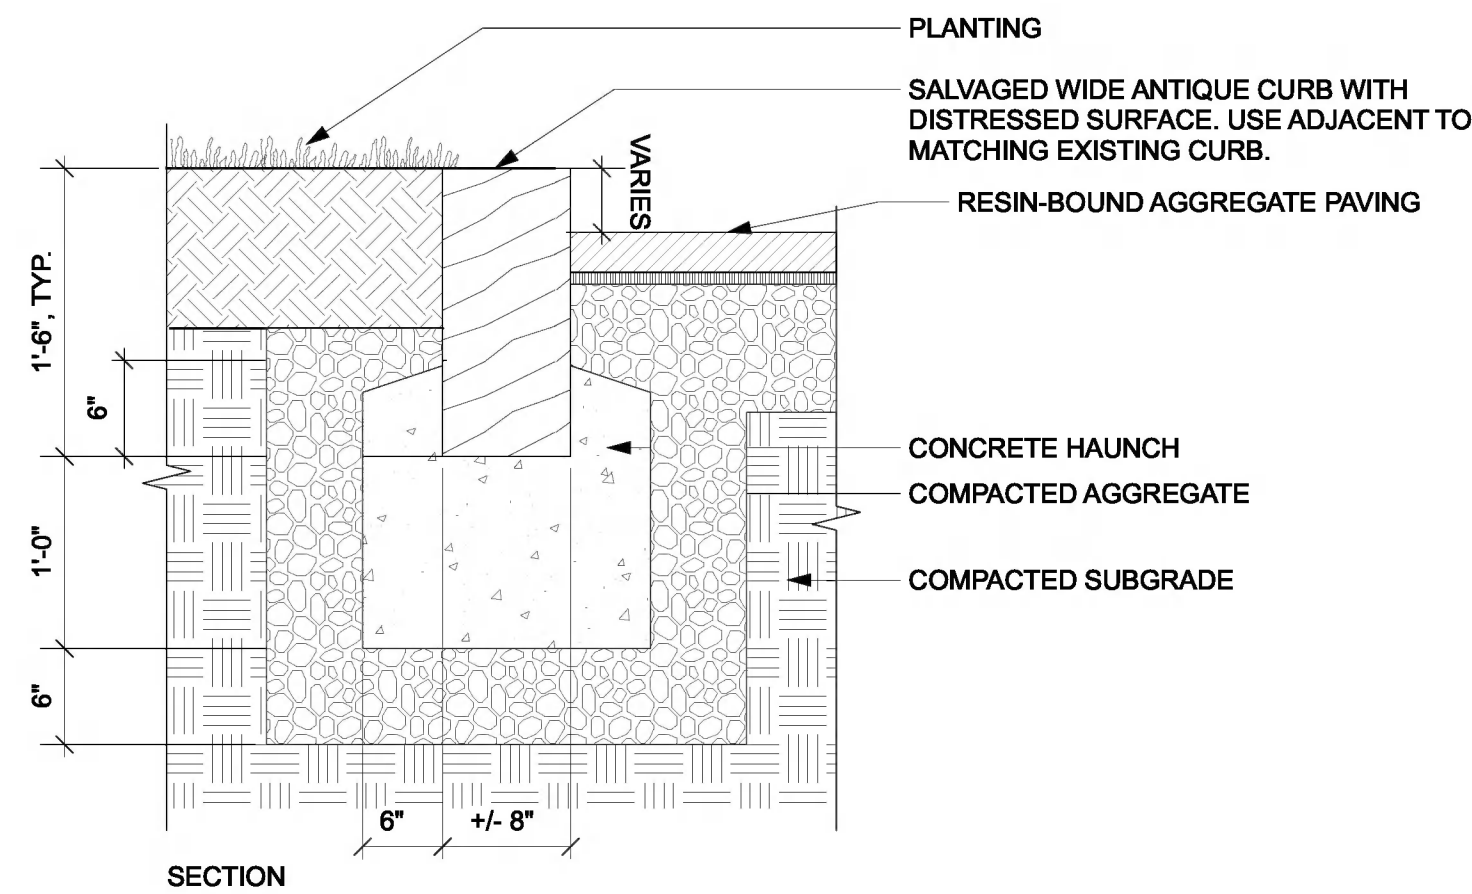 PLANTING
SALVAGED WIDE ANTIQUE CURB WITH
DISTRESSED SURFACE. USE ADJACENT TO
MATCHING EXISTING CURB.
VARIES
RESIN-BOUND AGGREGATE PAVING
1'-6", TYP.
6"
CONCRETE HAUNCH
COMPACTED AGGREGATE
1'-0"
COMPACTED SUBGRADE
6"
6"
+/- 8"
SECTION